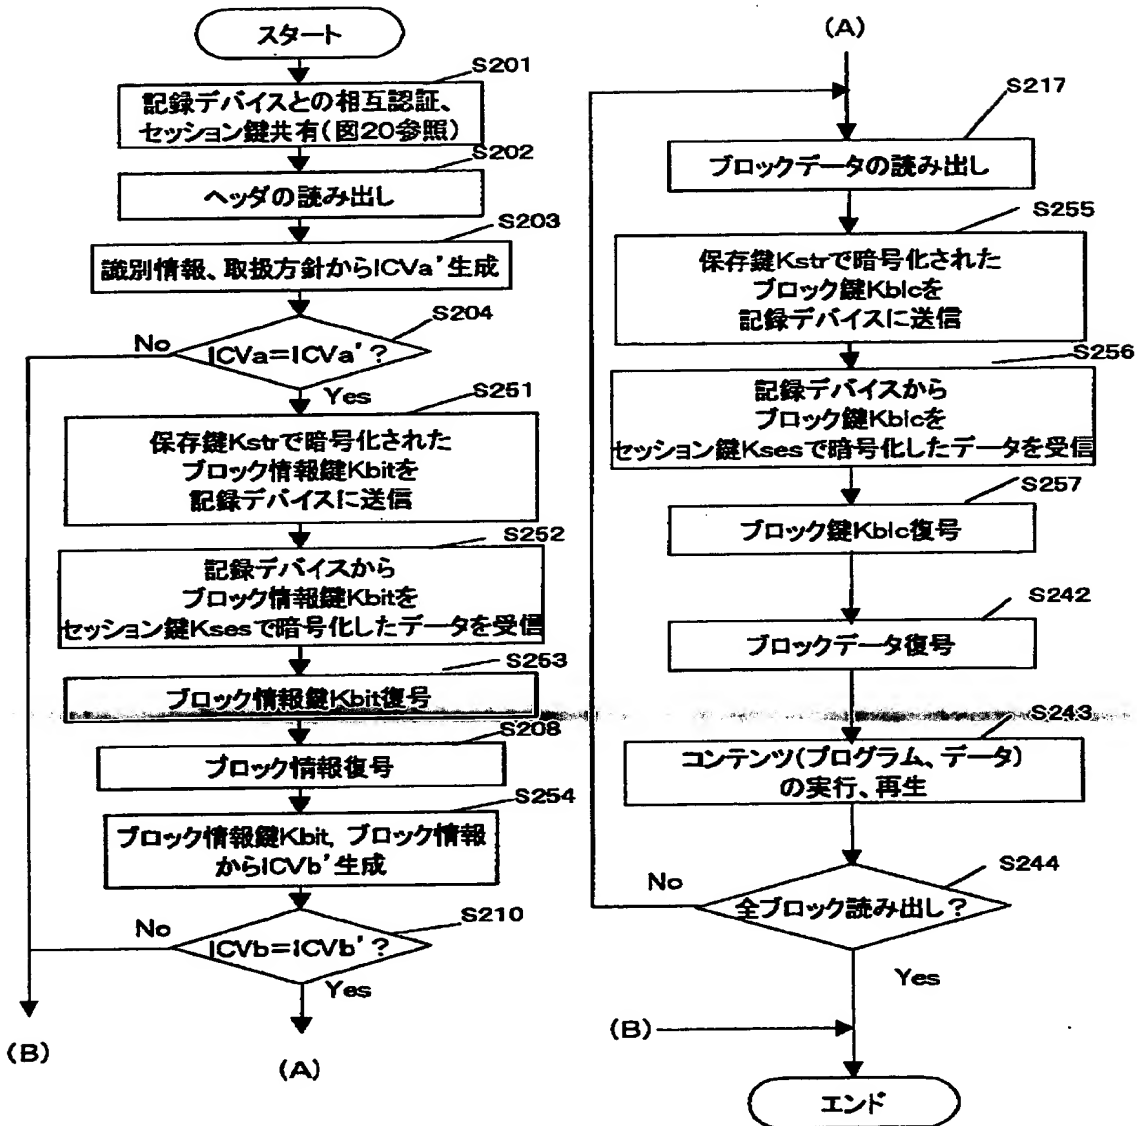 スタート
S201
記録デバイスとの相互認証、
セッション鍵共有(図20参照)
S202
ヘッダの読み出し
S203
識別情報、取扱方針からICVa'生成
S204
No
ICVa=ICVa'?
Yes
S251
保存鍵Kstrで暗号化された
ブロック情報鍵Kbitを
記録デバイスに送信
S252
記録デバイスから
ブロック情報鍵Kbitを
セッション鍵Ksesで暗号化したデータを受信
S253
ブロック情報鍵Kbit復号
S208
ブロック情報復号
S254
ブロック情報鍵Kbit, ブロック情報
からICVb'生成
S210
No
ICVb=ICVb'?
Yes
(B)
(A)
(A)
S217
ブロックデータの読み出し
S255
保存鍵Kstrで暗号化された
ブロック鍵Kblcを
記録デバイスに送信
S256
記録デバイスから
ブロック鍵Kblcを
セッション鍵Ksesで暗号化したデータを受信
S257
ブロック鍵Kblc復号
S242
ブロックデータ復号
S243
コンテンツ(プログラム、データ)
の実行、再生
S244
No
全ブロック読み出し?
Yes
(B)
エンド